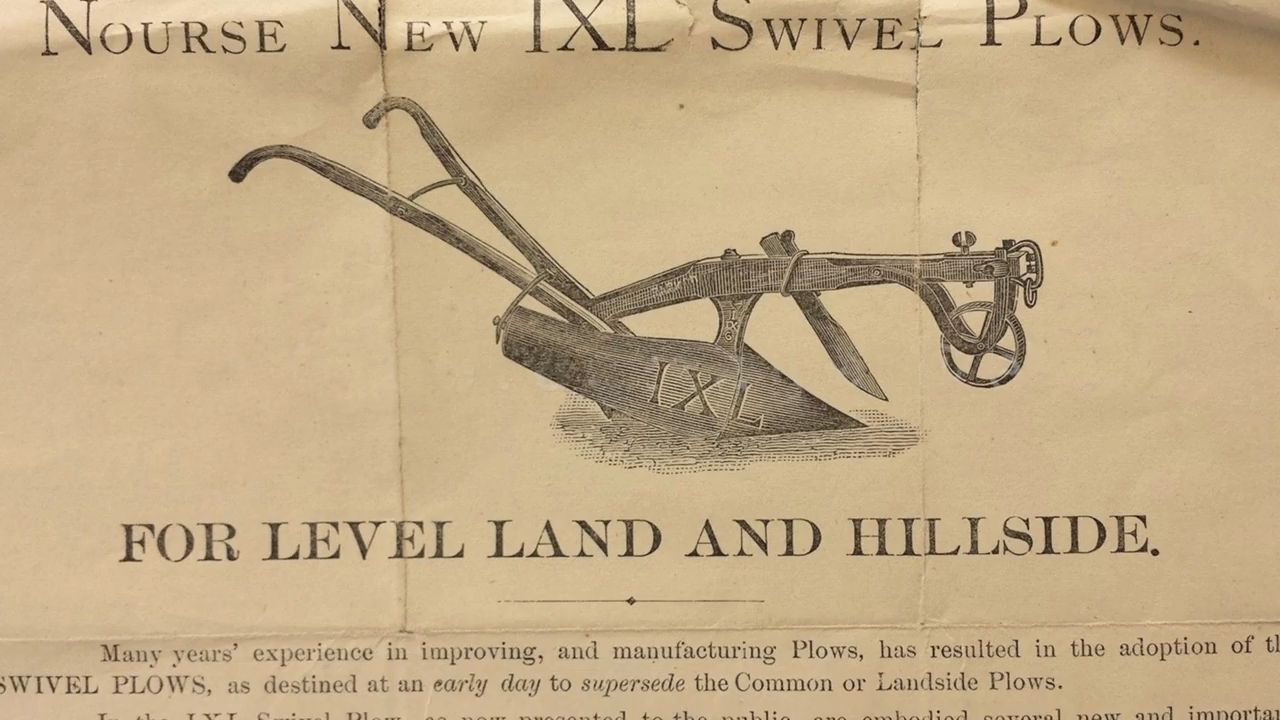 NOURSE NEW IXL SWIVEL PLOWS.
IXL
FOR LEVEL LAND AND HILLSIDE.
Many years' experience in improving, and manufacturing Plows, has resulted in the adoption of th
SWIVEL PLOWS, as destined at an early day to supersede the Common or Landside Plows.
In the IXL Swivel Plow, as now presented to the public, are embodied several new and importan